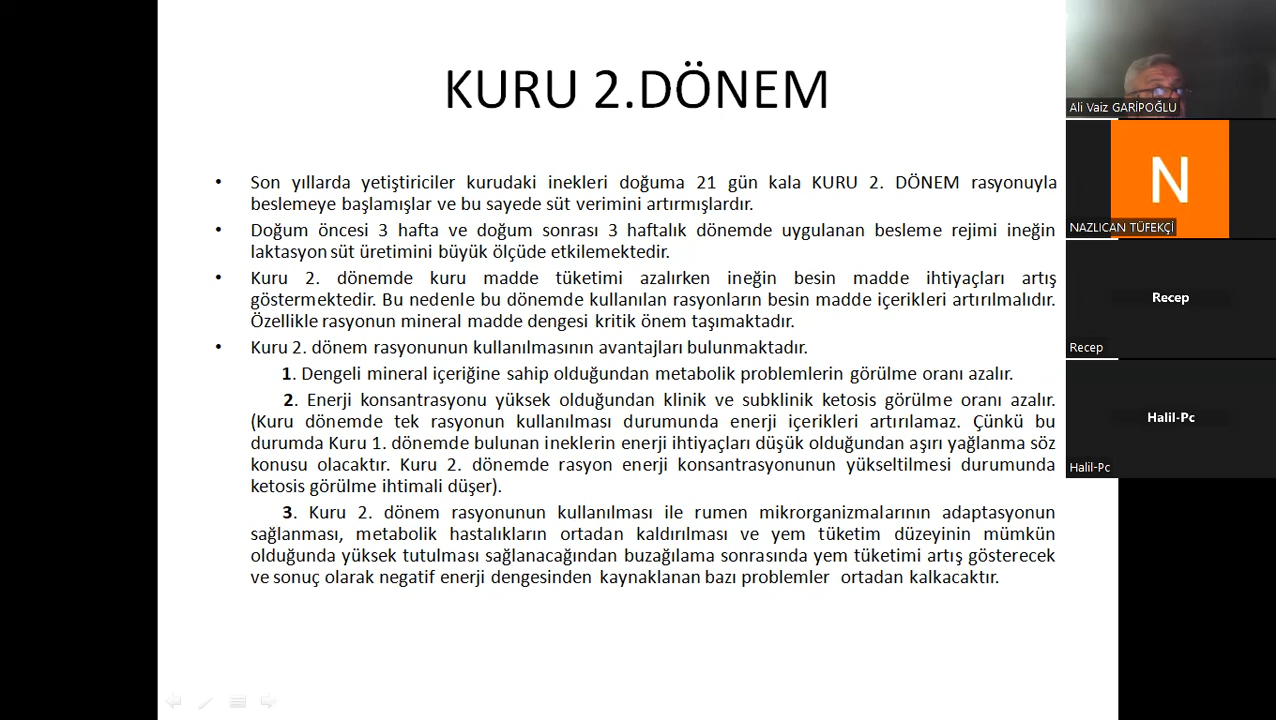 KURU 2.DÖNEM
• Son yıllarda yetiştiriciler kurudaki inekleri doğuma 21 gün kala KURU 2. DÖNEM rasyonuyla
beslemeye başlamışlar ve bu sayede süt verimini artırmışlardır.
• Doğum öncesi 3 hafta ve doğum sonrası 3 haftalık dönemde uygulanan besleme rejimi ineğin
laktasyon süt üretimini büyük ölçüde etkilemektedir.
• Kuru 2. dönemde kuru madde tüketimi azalırken ineğin besin madde ihtiyaçları artış
göstermektedir. Bu nedenle bu dönemde kullanılan rasyonların besin madde içerikleri artırılmalıdır.
Özellikle rasyonun mineral madde dengesi kritik önem taşımaktadır.
• Kuru 2. dönem rasyonunun kullanılmasının avantajları bulunmaktadır.
1. Dengeli mineral içeriğine sahip olduğundan metabolik problemlerin görülme oranı azalır.
2. Enerji konsantrasyonu yüksek olduğundan klinik ve subklinik ketosis görülme oranı azalır.
(Kuru dönemde tek rasyonun kullanılması durumunda enerji içerikleri artırılamaz. Çünkü bu
durumda Kuru 1. dönemde bulunan ineklerin enerji ihtiyaçları düşük olduğundan aşırı yağlanma söz
konusu olacaktır. Kuru 2. dönemde rasyon enerji konsantrasyonunun yükseltilmesi durumunda
ketosis görülme ihtimali düşer).
3. Kuru 2. dönem rasyonunun kullanılması ile rumen mikrorganizmalarının adaptasyonun
sağlanması, metabolik hastalıkların ortadan kaldırılması ve yem tüketim düzeyinin mümkün
olduğunda yüksek tutulması sağlanacağından buzağılama sonrasında yem tüketimi artış gösterecek
ve sonuç olarak negatif enerji dengesinden kaynaklanan bazı problemler ortadan kalkacaktır.
Ali Vaiz GARİPOĞLU
N
NAZLICAN TÜFEKÇİ
Recep
Recep
Halil-Pc
Halil-Pc